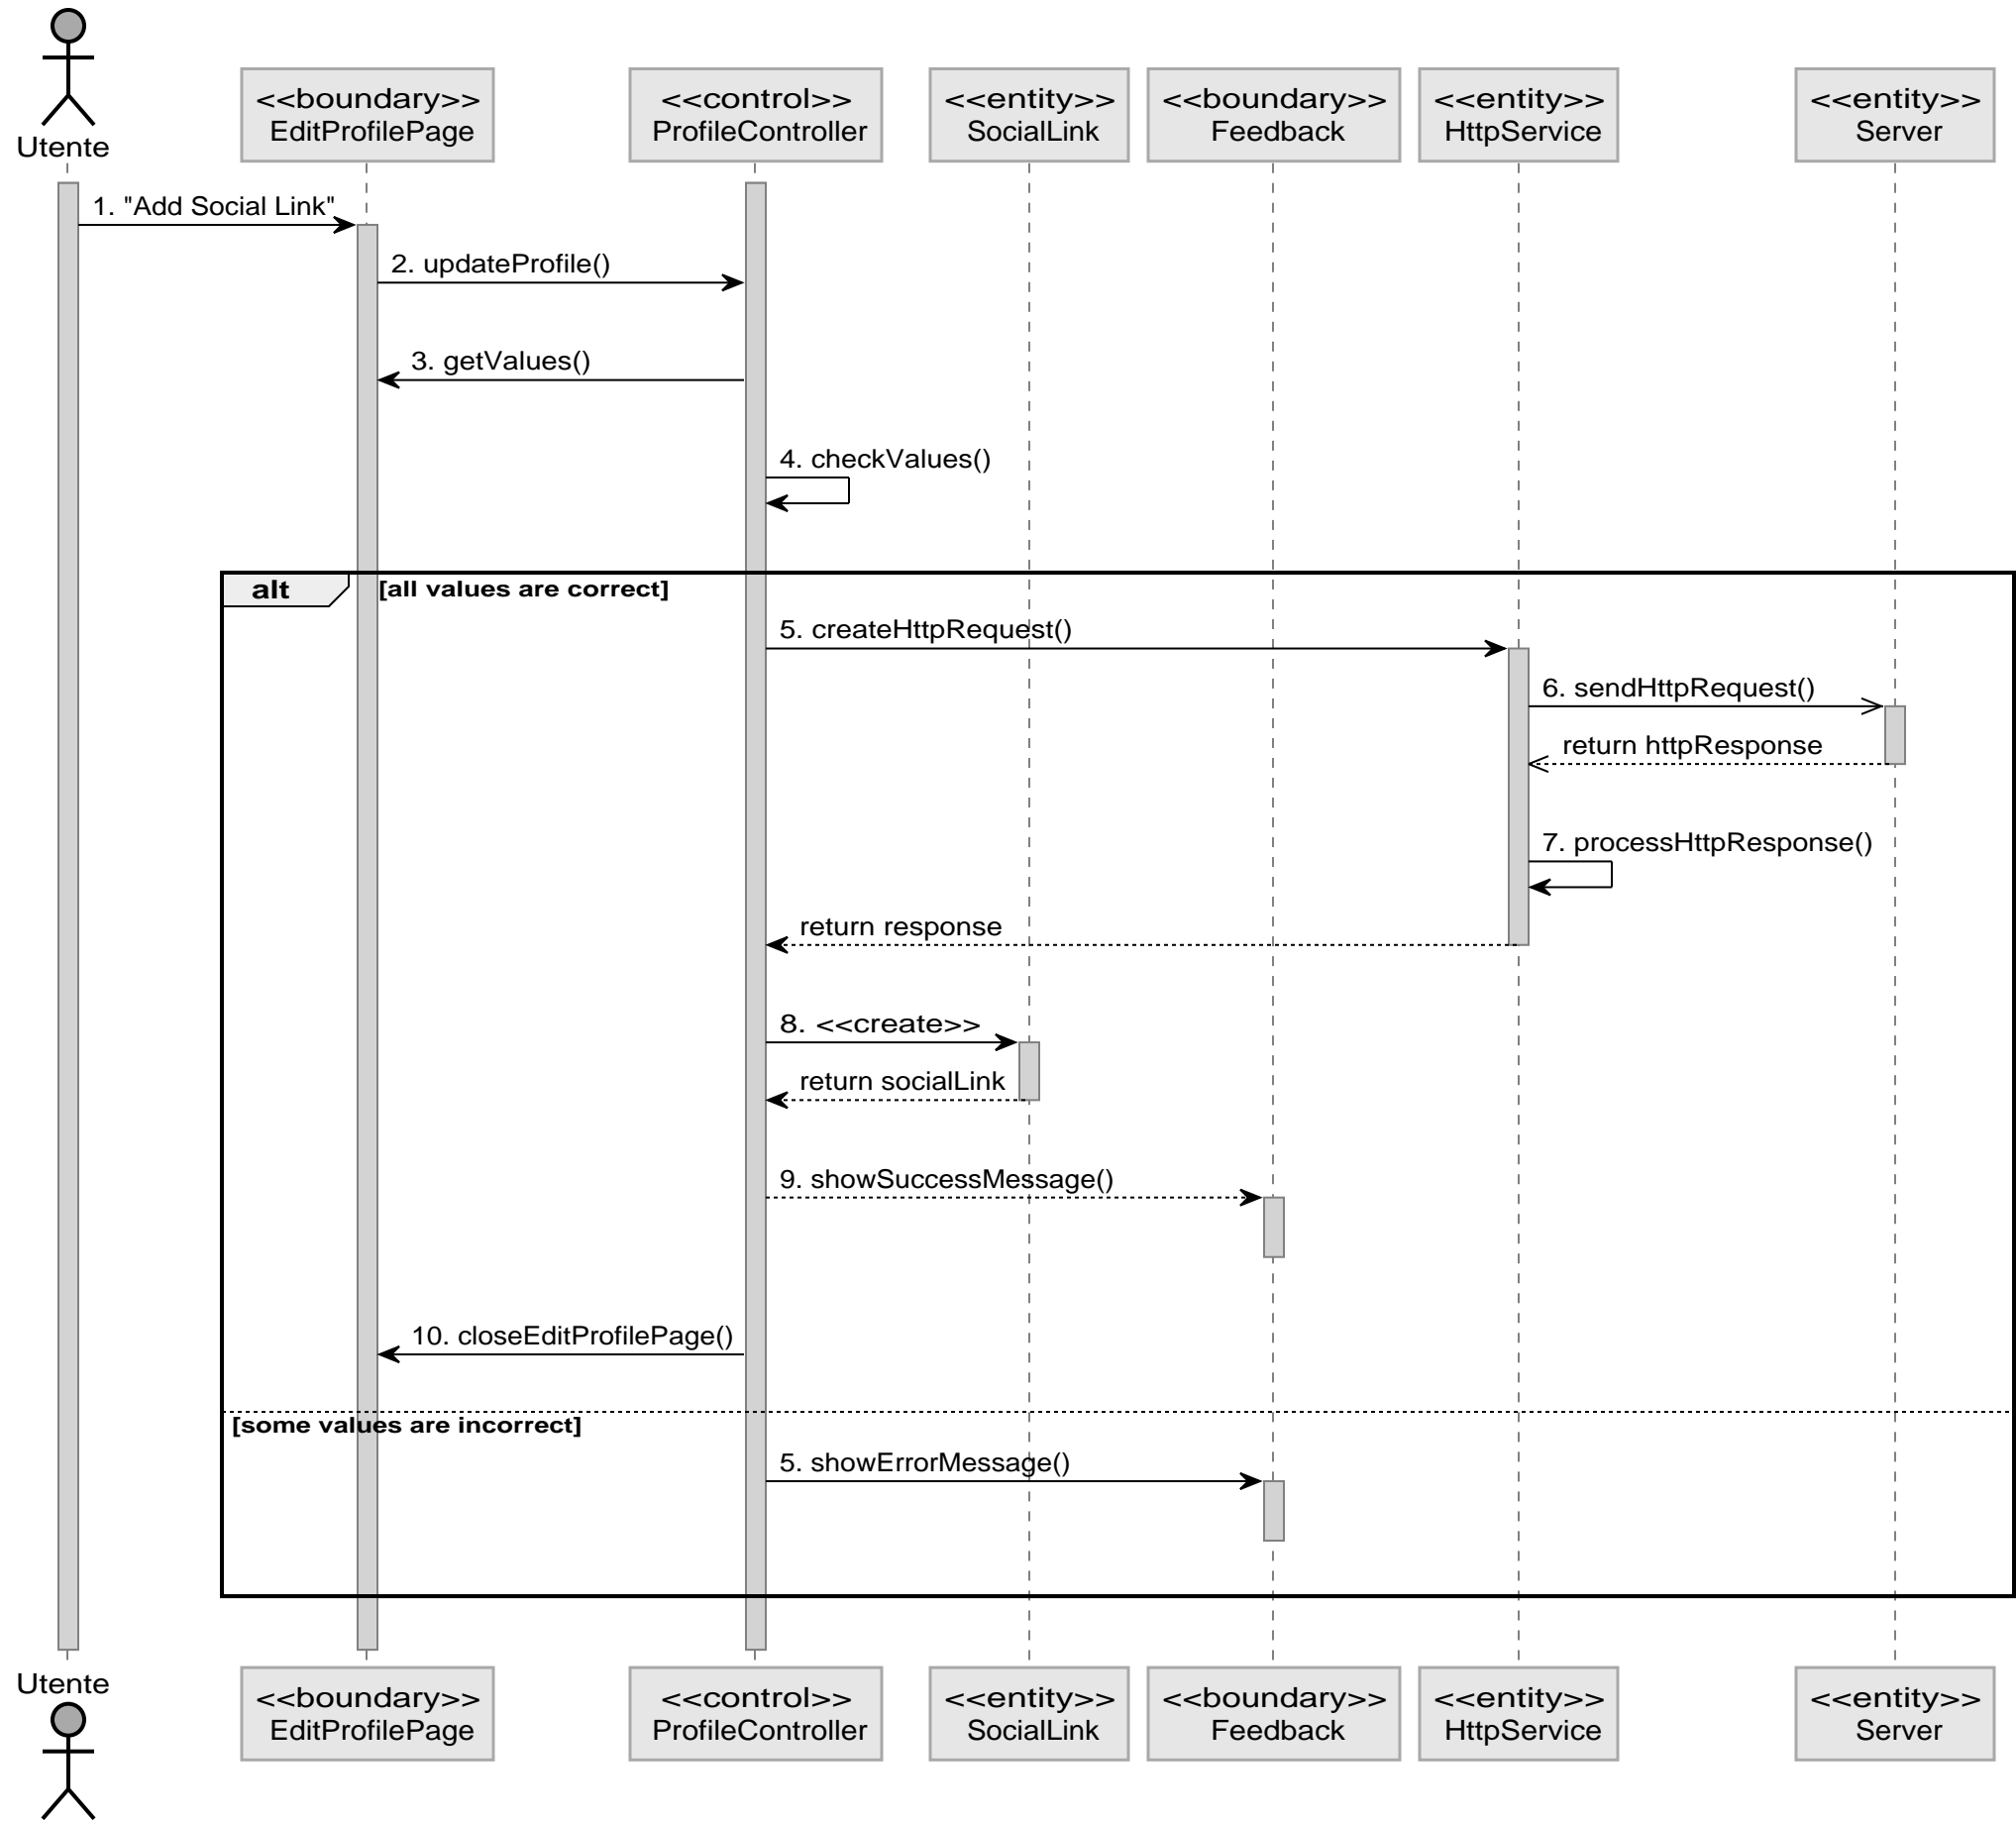 Utente
<<boundary>>
EditProfilePage
<<control>>
ProfileController
<<entity>>
SocialLink
<<boundary>>
Feedback
<<entity>>
HttpService
<<entity>>
Server
1. "Add Social Link"
2. updateProfile()
3. getValues()
4. checkValues()
alt
[all values are correct]
5. createHttpRequest()
6. sendHttpRequest()
return httpResponse
7. processHttpResponse()
return response
8. <<create>>
return socialLink
9. showSuccessMessage()
10. closeEditProfilePage()
[some values are incorrect]
5. showErrorMessage()
Utente
<<boundary>>
EditProfilePage
<<control>>
ProfileController
<<entity>>
SocialLink
<<boundary>>
Feedback
<<entity>>
HttpService
<<entity>>
Server